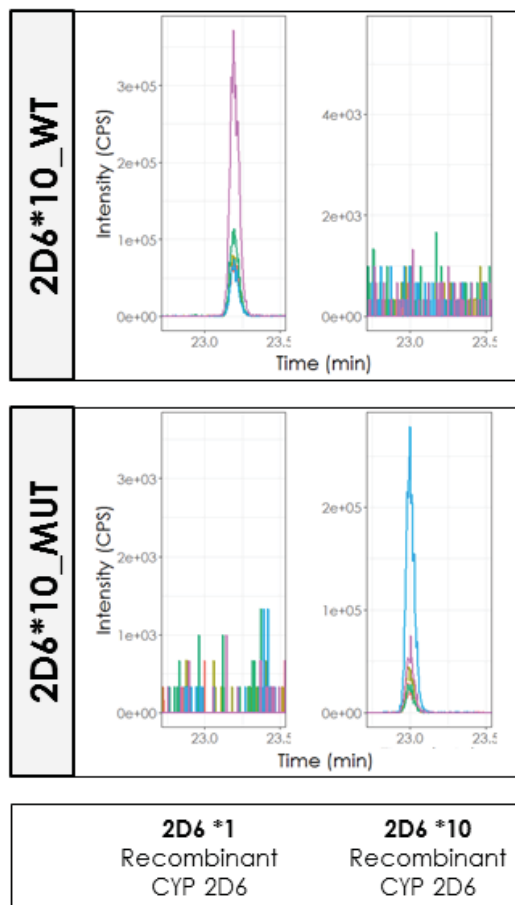 2D6*10_WT
Intensity (CPS)
3e+05
2e+05
1e+05
0e+00
23.0
23.5
4e+03
2e+03
0e+00
23.0
23.5
Time (min)
2D6*10_MUT
Intensity (CPS)
3e+03
2e+03
1e+03
0e+00
23.0
23.5
2e+05
1e+05
0e+00
23.0
23.5
Time (min)
2D6 *1
Recombinant
CYP 2D6
2D6 *10
Recombinant
CYP 2D6